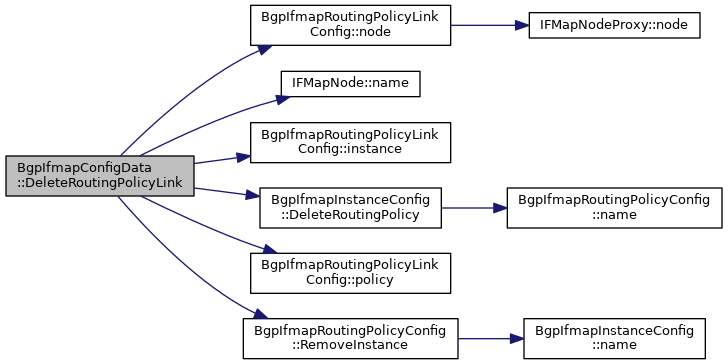 BgpIfmapRoutingPolicyLink
Config::node
IFMapNodeProxy::node
IFMapNode::name
BgpIfmapRoutingPolicyLink
Config::instance
BgpIfmapConfigData
::DeleteRoutingPolicyLink
BgpIfmapInstanceConfig
::DeleteRoutingPolicy
BgpIfmapRoutingPolicyConfig
::name
BgpIfmapRoutingPolicyLink
Config::policy
BgpIfmapRoutingPolicyConfig
::RemoveInstance
BgpIfmapInstanceConfig
::name